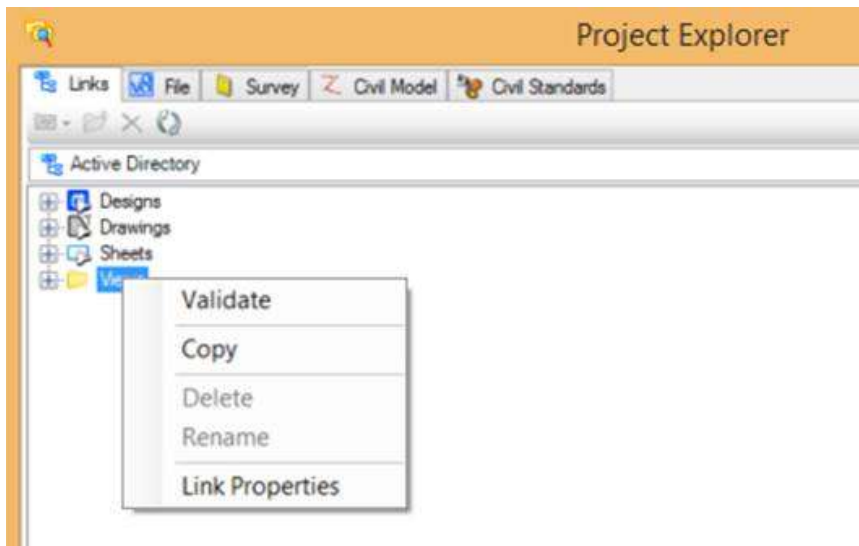 Project Explorer
Links File Survey Civil Model Civil Standards
Active Directory
Designs
Drawings
Sheets
Validate
Copy
Delete
Rename
Link Properties